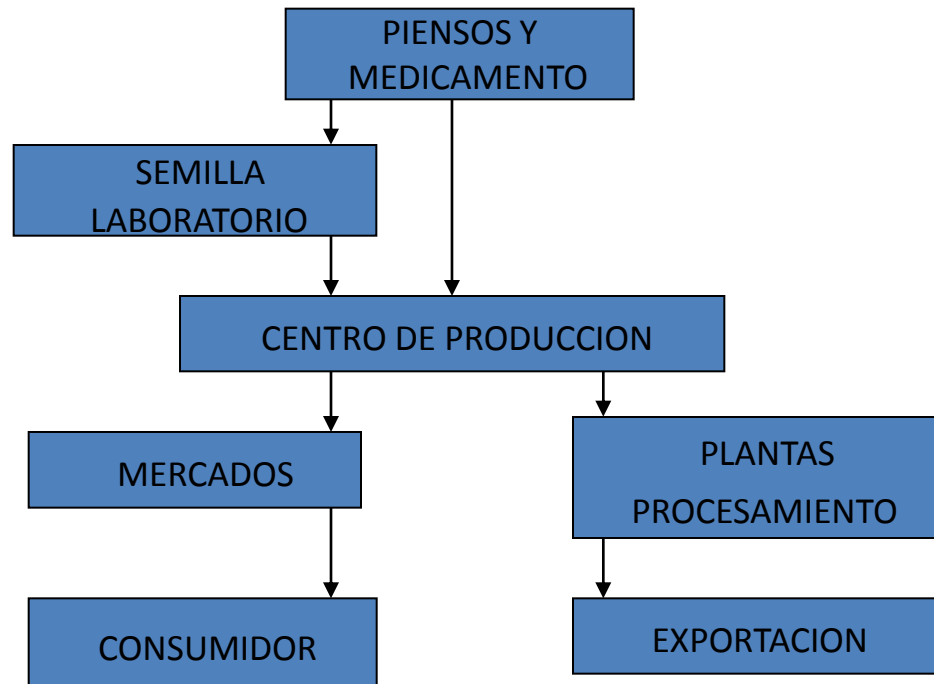 PIENSOS Y
MEDICAMENTO
SEMILLA
LABORATORIO
CENTRO DE PRODUCCION
MERCADOS
PLANTAS
PROCESAMIENTO
CONSUMIDOR
EXPORTACION